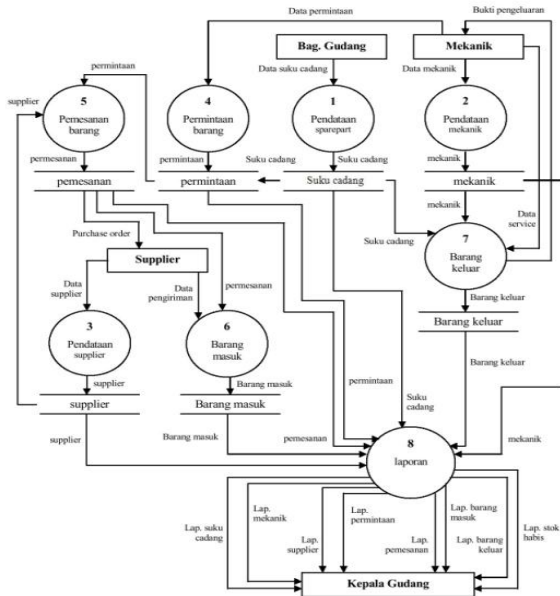 Data permintaan
Bukti pengeluaran
Bag. Gudang
Mekanik
permintaan
Data suku cadang
Data mekanik
supplier
5
Pemesanan
barang
4
Permintaan
barang
1
Pendataan
sparepart
2
Pendataan
mekanik
permesanan
permintaan
Suku cadang
Suku cadang
mekanik
pemesanan
permintaan
Suku cadang
mekanik
mekanik
Data
service
Purchase order
Suku cadang
7
Barang
keluar
Supplier
Data
supplier
Data
pengiriman
permesanan
Barang keluar
3
Pendataan
supplier
6
Barang
masuk
Barang keluar
supplier
Barang masuk
Barang keluar
permintaan
Suku
cadang
supplier
Barang masuk
supplier
Barang masuk
pemesanan
8
laporan
mekanik
Lap. suku
cadang
Lap.
mekanik
Lap.
supplier
Lap.
permintaan
Lap.
pemesanan
Lap. barang
masuk
Lap. barang
keluar
Lap. stok
habis
Kepala Gudang